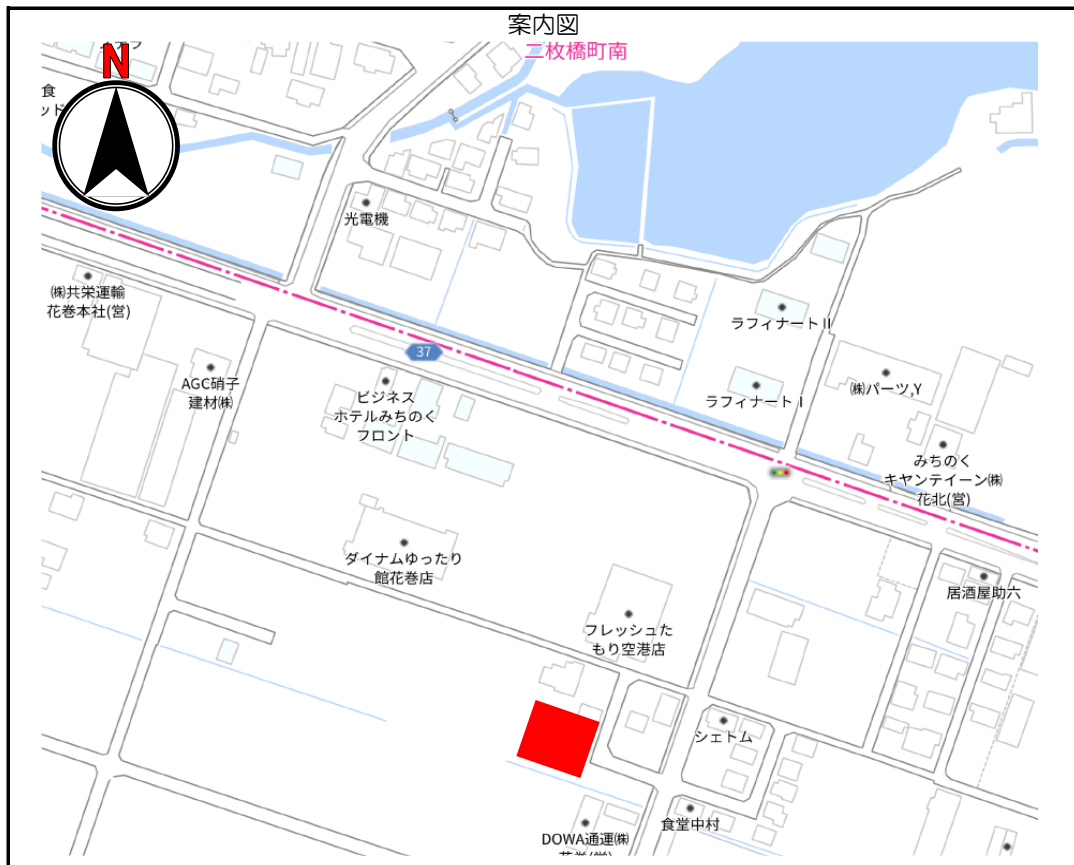 案内図
二枚橋町南
N
食
ッド
光電機
㈱共栄運輸
花巻本社(営)
ラフィナートⅡ
37
AGC硝子
建材㈱
ビジネス
ホテルみちのく
フロント
ラフィナートⅠ
㈱パーツ,Y
みちのく
キヤンテイーン㈱
花北(営)
ダイナムゆったり
館花巻店
居酒屋助六
フレッシュた
もり空港店
シェトム
食堂中村
DOWA通運㈱